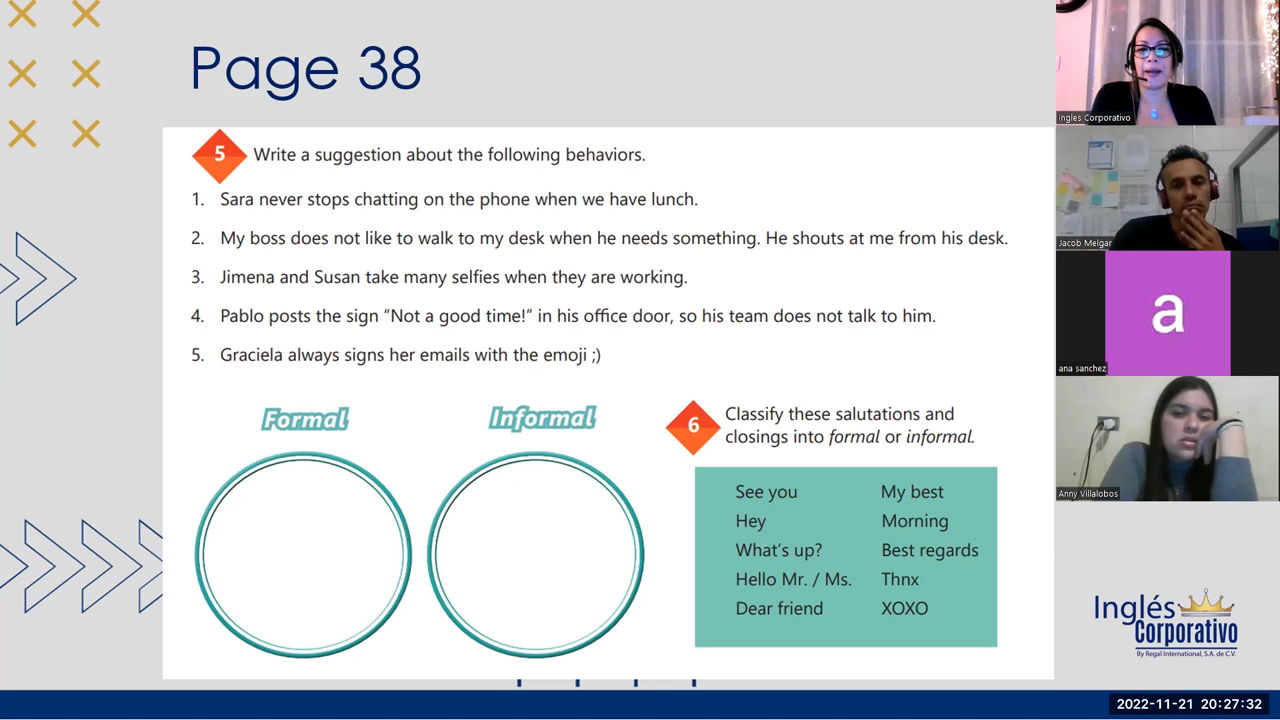 Page 38
5 Write a suggestion about the following behaviors.
1. Sara never stops chatting on the phone when we have lunch.
2. My boss does not like to walk to my desk when he needs something. He shouts at me from his desk.
3. Jimena and Susan take many selfies when they are working.
4. Pablo posts the sign “Not a good time!” in his office door, so his team does not talk to him.
5. Graciela always signs her emails with the emoji ;)
Formal
Informal
6 Classify these salutations and
closings into formal or informal.
See you My best
Hey Morning
What's up? Best regards
Hello Mr. / Ms. Thnx
Dear friend XOXO
Ingles Corporativo
Jacob Melgar
a
ana sanchez
Anny Villalobos
Inglés
Corporativo
By Regal International, S.A. de C.V.
2022-11-21 20:27:32